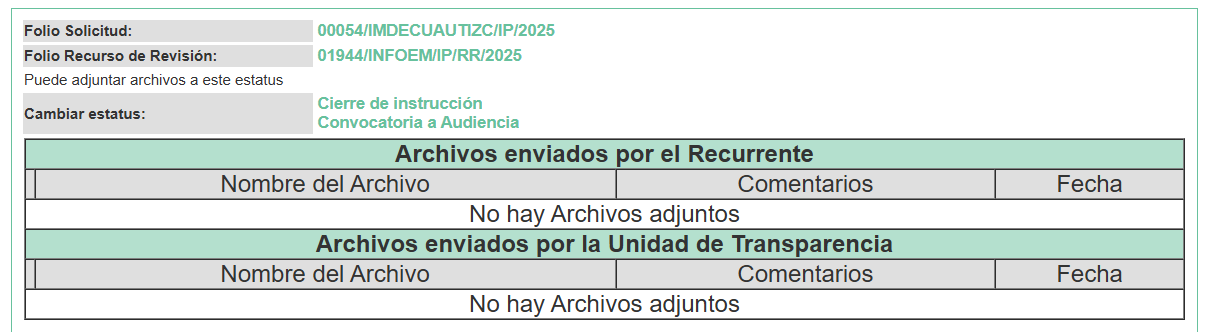 Folio Solicitud: 00054/IMDECUAUTIZC/IP/2025
Folio Recurso de Revisión: 01944/INFOEM/IP/RR/2025
Puede adjuntar archivos a este estatus
Cambiar estatus: Cierre de instrucción
Convocatoria a Audiencia
Archivos enviados por el Recurrente
Nombre del Archivo Comentarios Fecha
No hay Archivos adjuntos
Archivos enviados por la Unidad de Transparencia
Nombre del Archivo Comentarios Fecha
No hay Archivos adjuntos